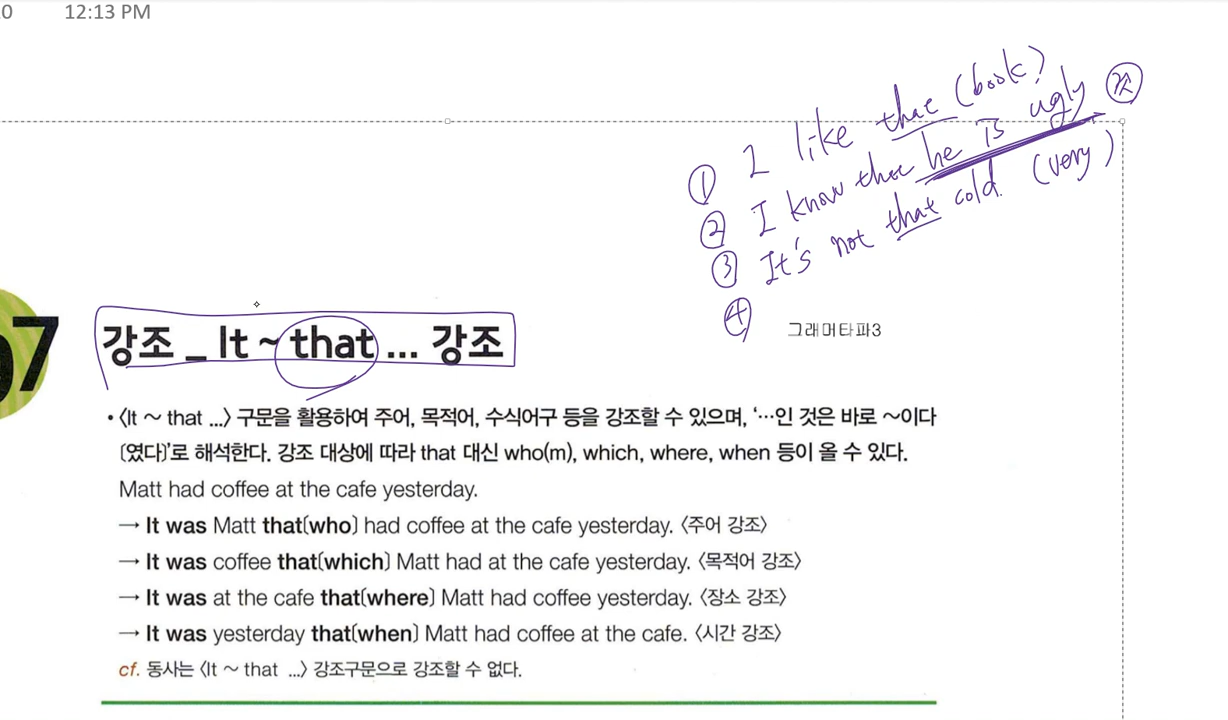 0 12:13 PM
① I like that (book)
② I know that he is ugly
③ It's not that cold. (very)
④
그래머타파3
07 강조 _ It ~ that ... 강조
• 〈It ~ that ...〉 구문을 활용하여 주어, 목적어, 수식어구 등을 강조할 수 있으며, '…인 것은 바로 ~이다
〔였다〕'로 해석한다. 강조 대상에 따라 that 대신 who(m), which, where, when 등이 올 수 있다.
Matt had coffee at the cafe yesterday.
→ It was Matt that〔who〕 had coffee at the cafe yesterday. 〈주어 강조〉
→ It was coffee that〔which〕 Matt had at the cafe yesterday. 〈목적어 강조〉
→ It was at the cafe that〔where〕 Matt had coffee yesterday. 〈장소 강조〉
→ It was yesterday that〔when〕 Matt had coffee at the cafe. 〈시간 강조〉
cf. 동사는 〈It ~ that ...〉 강조구문으로 강조할 수 없다.